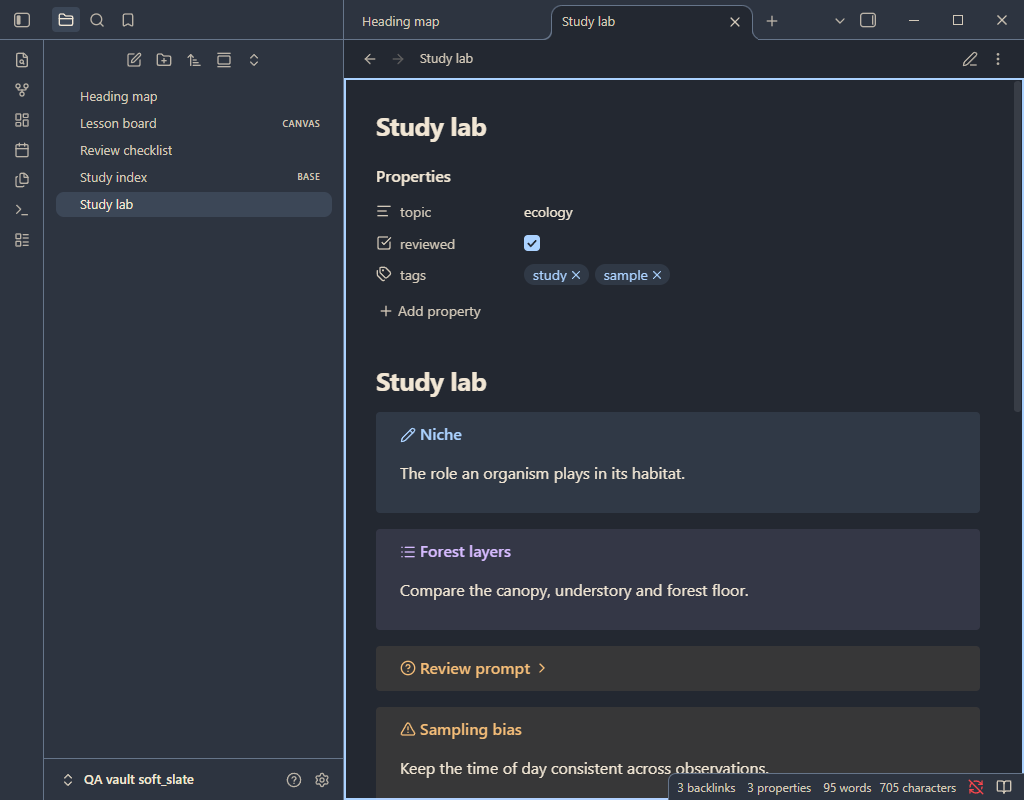 Heading map
Study lab
Study lab
Heading map
Lesson board CANVAS
Review checklist
Study index BASE
Study lab
Study lab
Properties
topic ecology
reviewed
tags study sample
Add property
Study lab
Niche
The role an organism plays in its habitat.
Forest layers
Compare the canopy, understory and forest floor.
Review prompt
Sampling bias
Keep the time of day consistent across observations.
QA vault soft_slate
3 backlinks 3 properties 95 words 705 characters